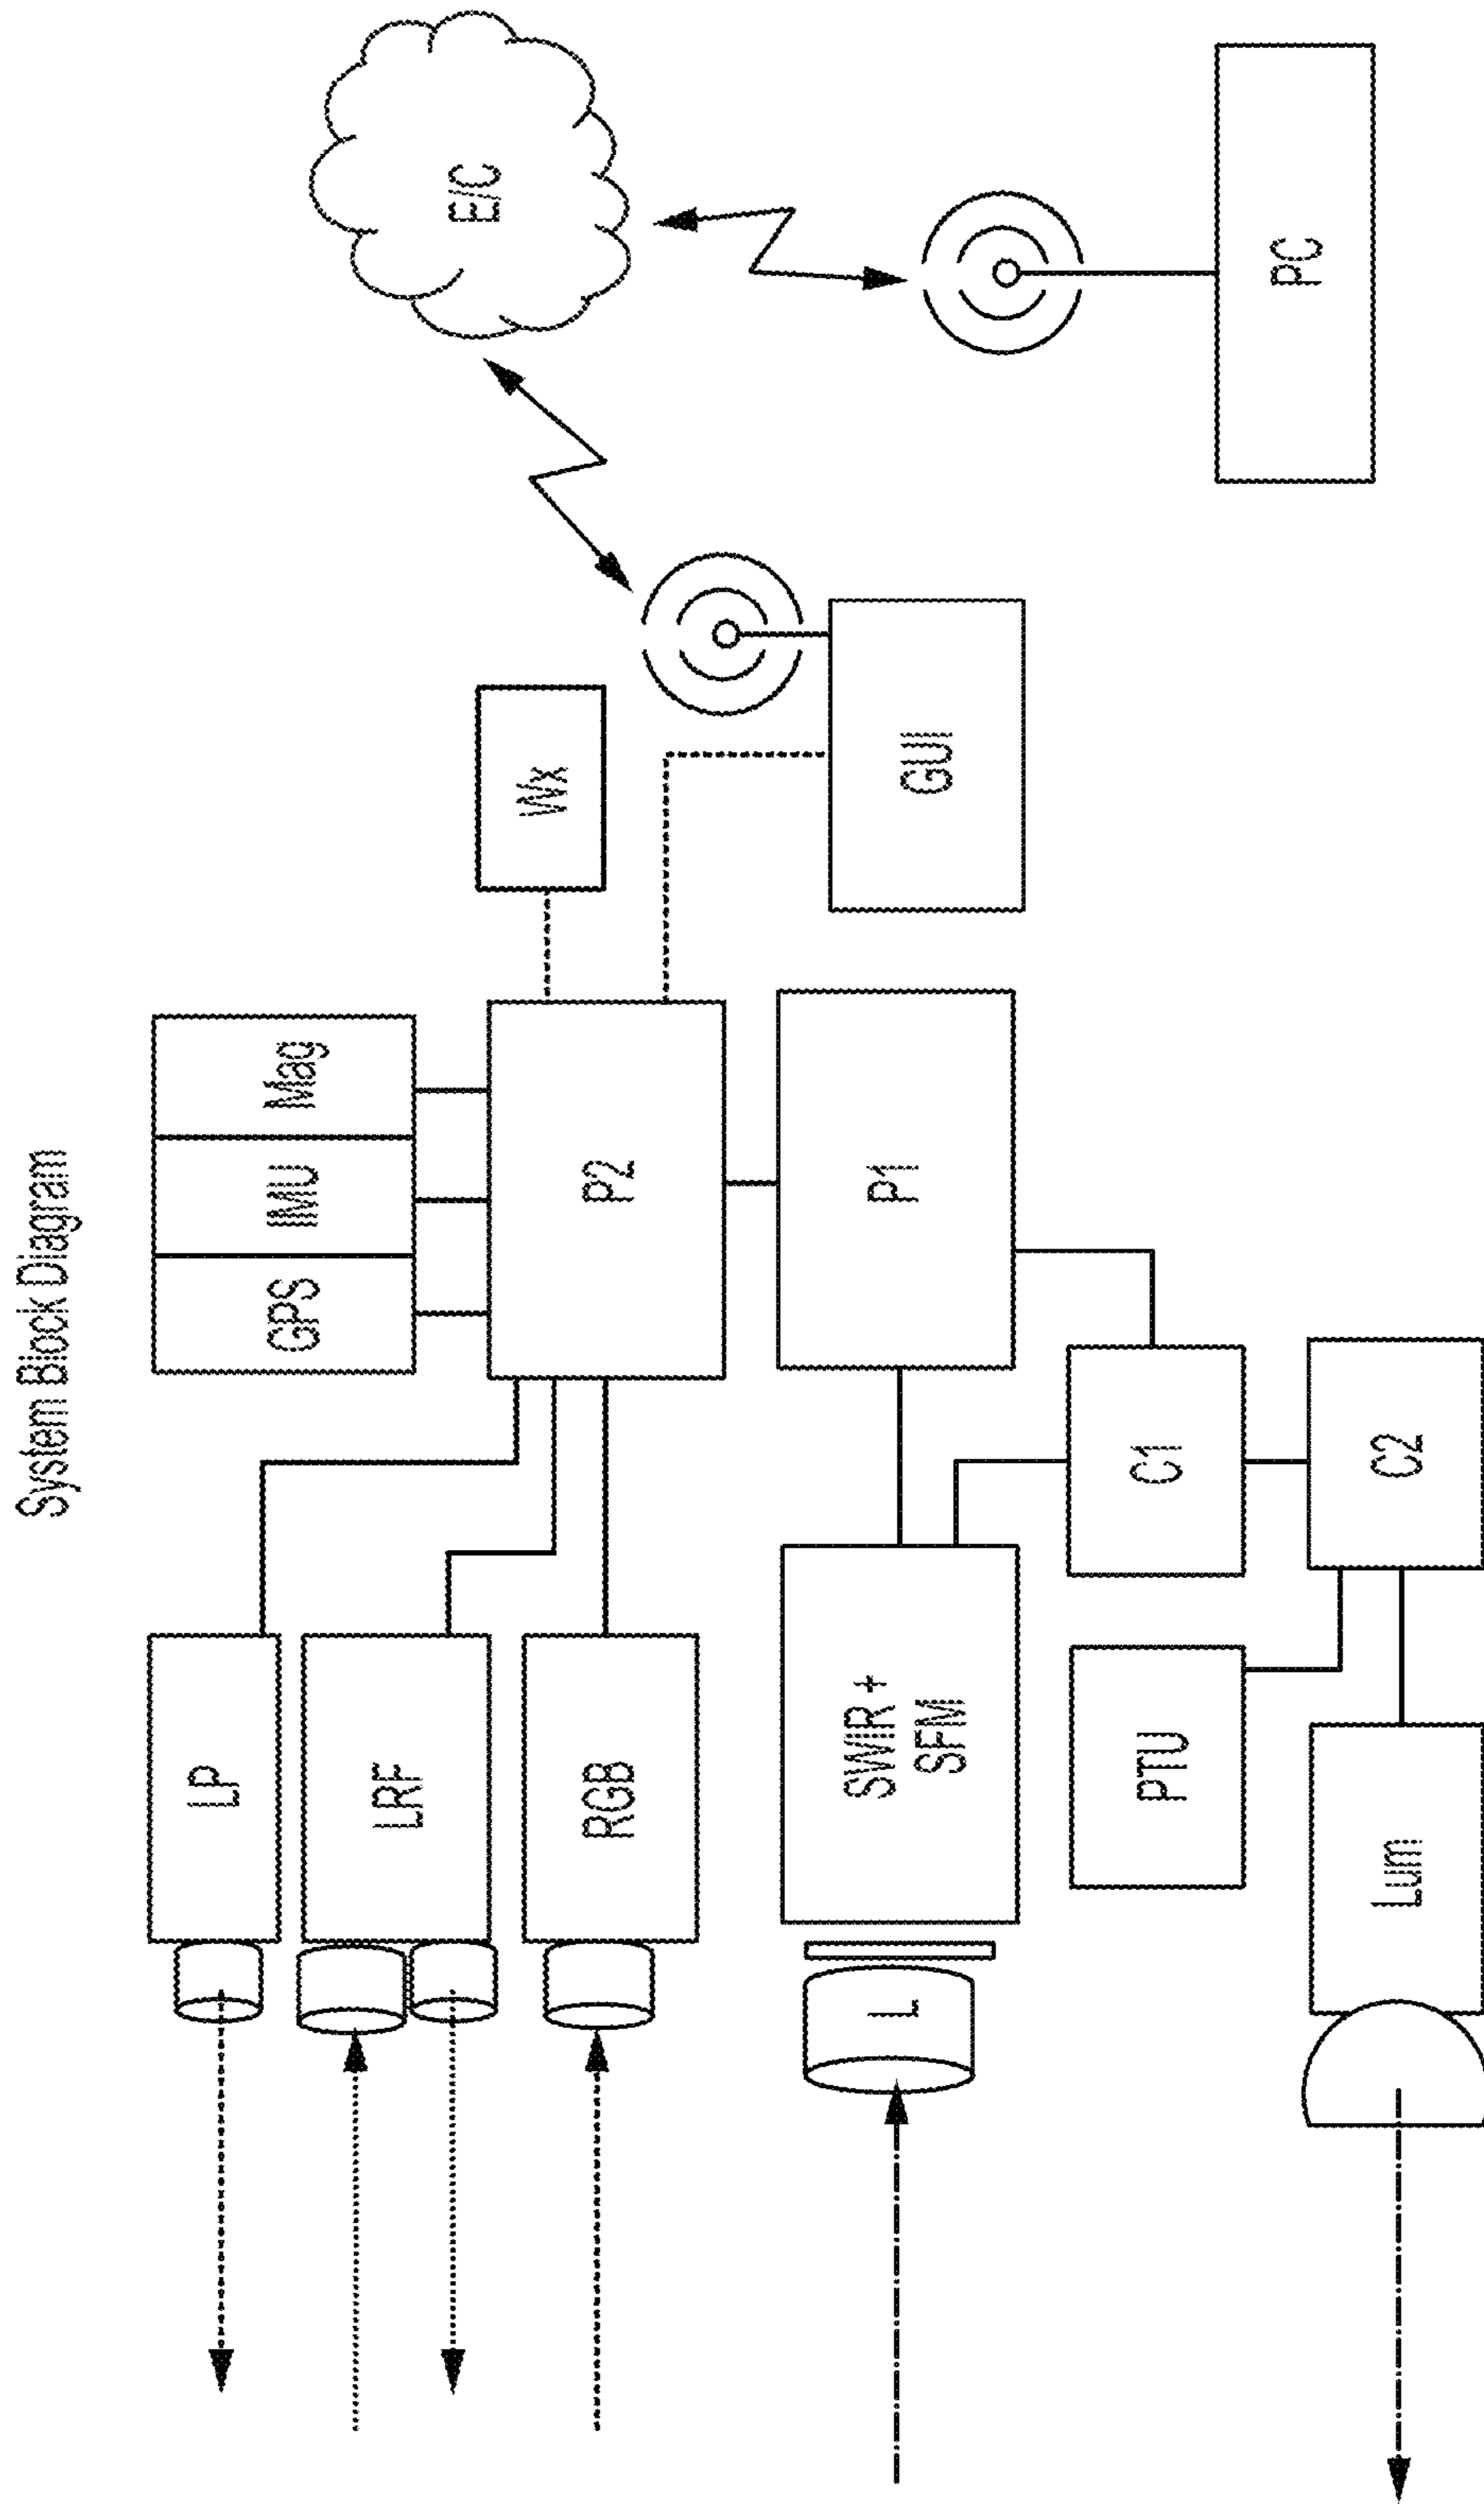 System Block Diagram
LP
LRF
RGB
GPS
IMU
Mag
P2
Wx
E/C
L
SWIR +
SFM
P1
GUI
PTU
C1
Lum
C2
PC